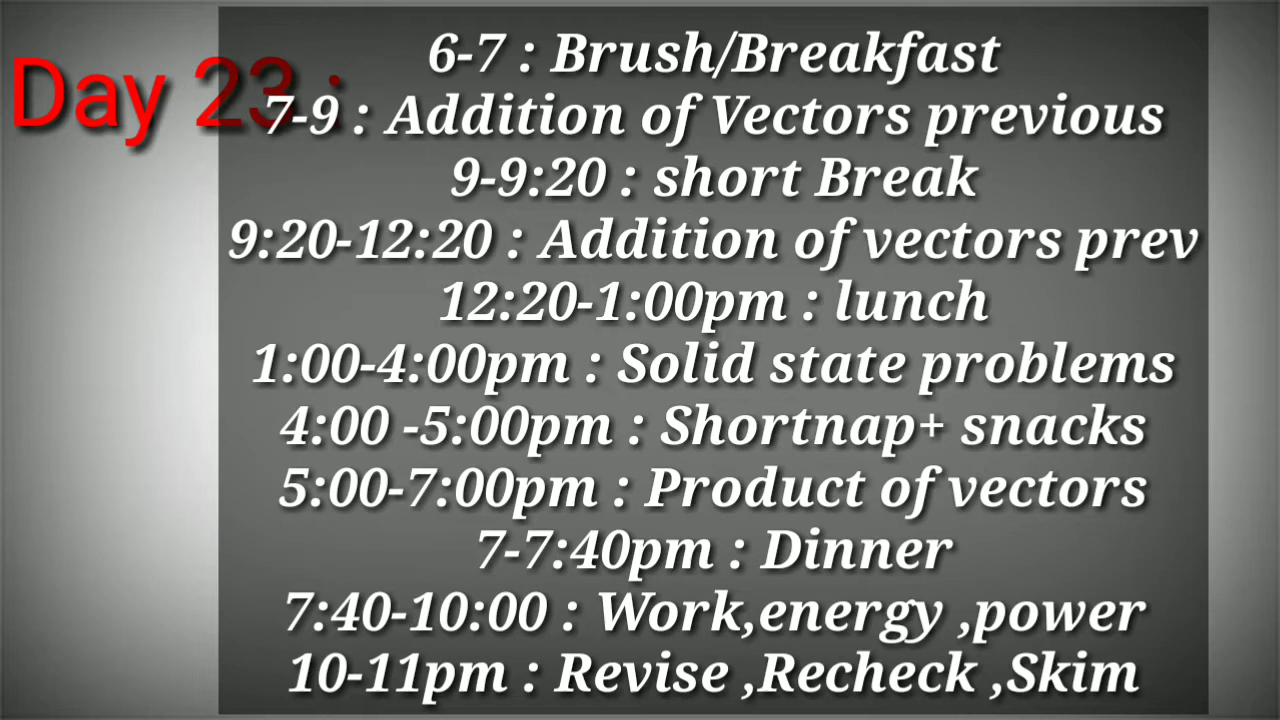 Day 23 :
6-7 : Brush/Breakfast
7-9 : Addition of Vectors previous
9-9:20 : short Break
9:20-12:20 : Addition of vectors prev
12:20-1:00pm : lunch
1:00-4:00pm : Solid state problems
4:00 -5:00pm : Shortnap+ snacks
5:00-7:00pm : Product of vectors
7-7:40pm : Dinner
7:40-10:00 : Work,energy ,power
10-11pm : Revise ,Recheck ,Skim